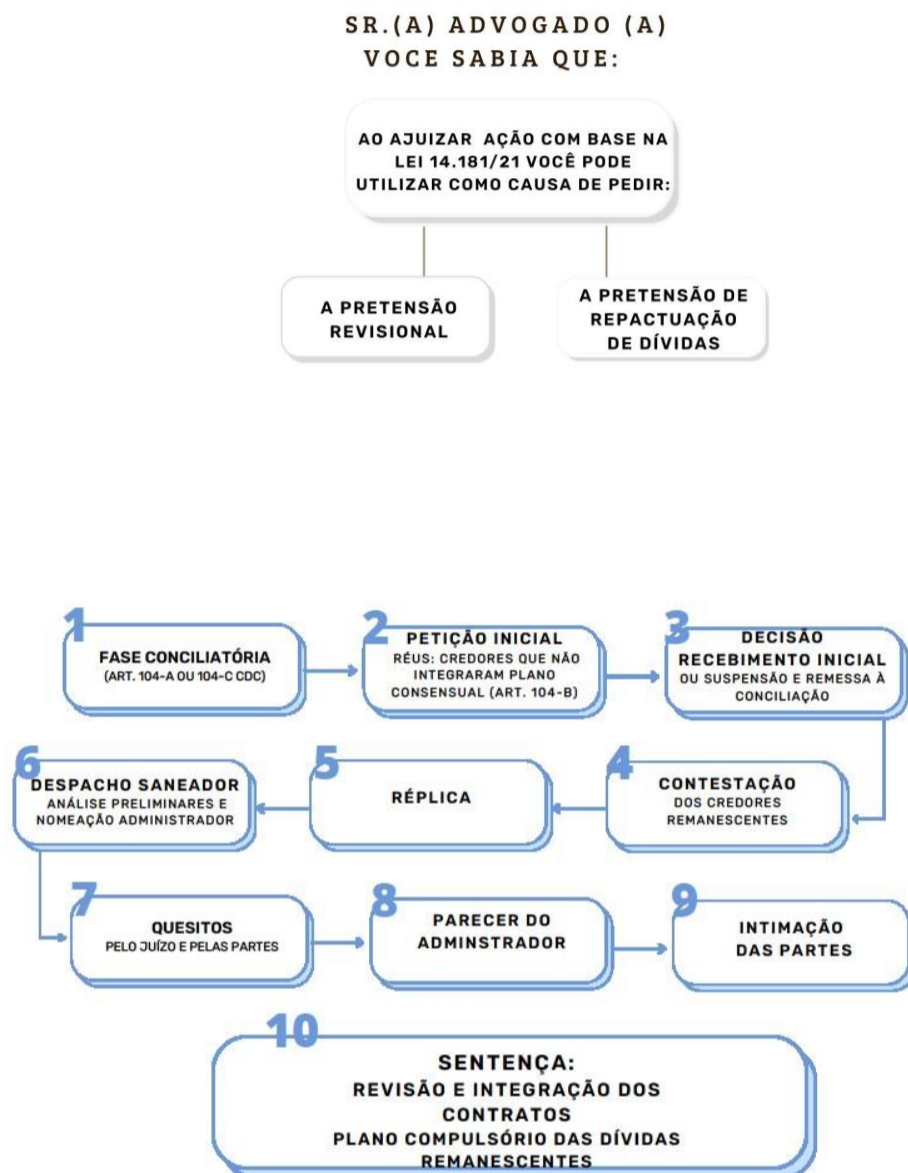 SR.(A) ADVOGADO (A)
VOCE SABIA QUE:
AO AJUIZAR AÇÃO COM BASE NA
LEI 14.181/21 VOCÊ PODE
UTILIZAR COMO CAUSA DE PEDIR:
A PRETENSÃO
REVISIONAL
A PRETENSÃO DE
REPACTUAÇÃO
DE DÍVIDAS
1
FASE CONCILIATÓRIA
(ART. 104-A OU 104-C CDC)
2
PETIÇÃO INICIAL
RÉUS: CREDORES QUE NÃO
INTEGRARAM PLANO
CONSENSUAL (ART. 104-B)
3
DECISÃO
RECEBIMENTO INICIAL
OU SUSPENSÃO E REMESSA À
CONCILIAÇÃO
4
CONTESTAÇÃO
DOS CREDORES
REMANESCENTES
5
RÉPLICA
6
DESPACHO SANEADOR
ANÁLISE PRELIMINARES E
NOMEAÇÃO ADMINISTRADOR
7
QUESITOS
PELO JUÍZO E PELAS PARTES
8
PARECER DO
ADMINSTRADOR
9
INTIMAÇÃO
DAS PARTES
10
SENTENÇA:
REVISÃO E INTEGRAÇÃO DOS
CONTRATOS
PLANO COMPULSÓRIO DAS DÍVIDAS
REMANESCENTES